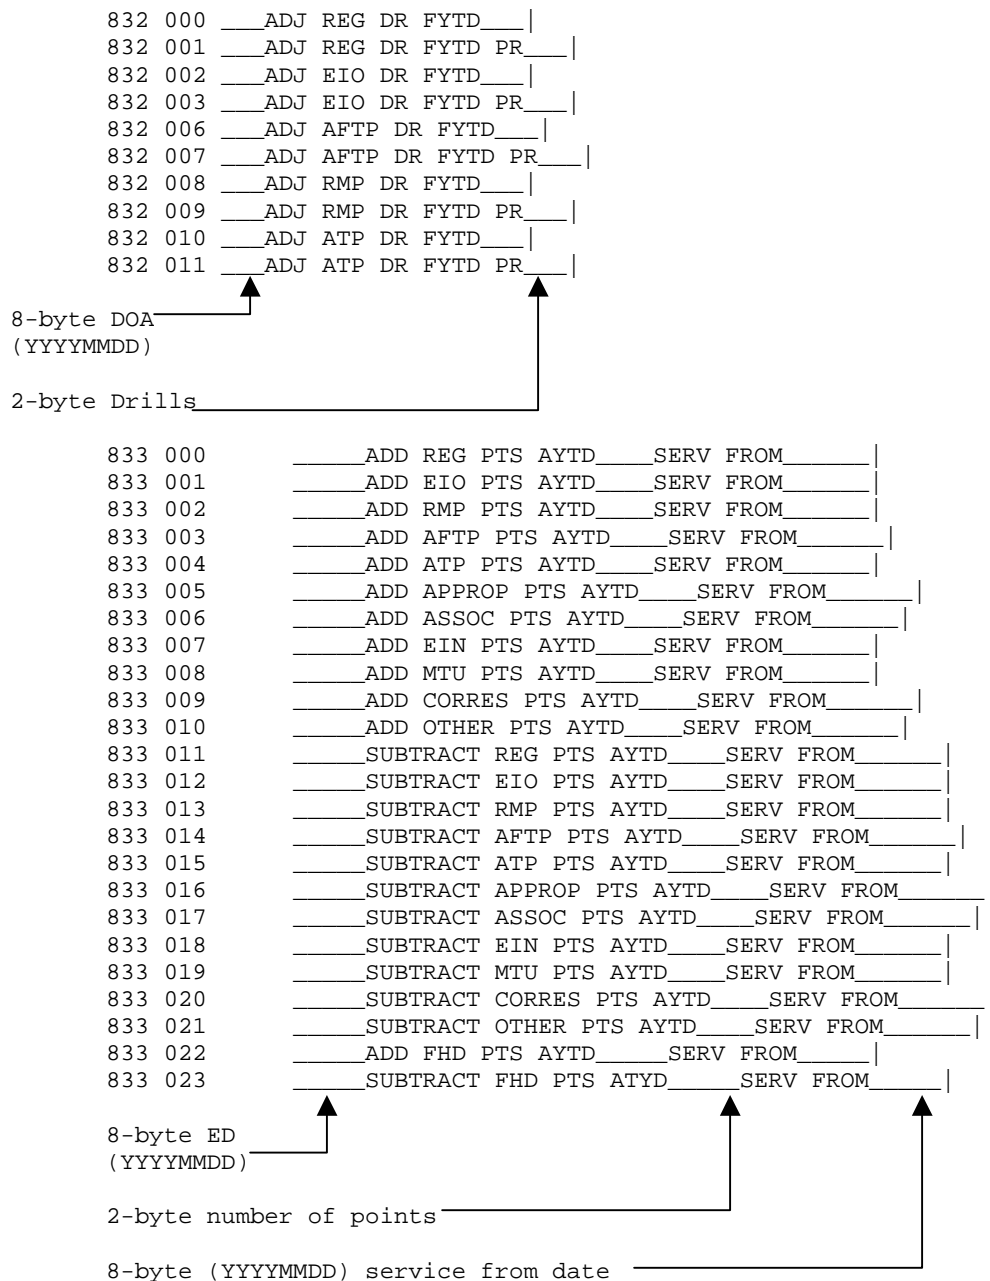 832 000 ___ADJ REG DR FYTD___|
832 001 ___ADJ REG DR FYTD PR___|
832 002 ___ADJ EIO DR FYTD___|
832 003 ___ADJ EIO DR FYTD PR___|
832 006 ___ADJ AFTP DR FYTD___|
832 007 ___ADJ AFTP DR FYTD PR___|
832 008 ___ADJ RMP DR FYTD___|
832 009 ___ADJ RMP DR FYTD PR___|
832 010 ___ADJ ATP DR FYTD___|
832 011 ___ADJ ATP DR FYTD PR___|
8-byte DOA
(YYYYMMDD)
2-byte Drills
833 000 _____ADD REG PTS AYTD____SERV FROM______|
833 001 _____ADD EIO PTS AYTD____SERV FROM______|
833 002 _____ADD RMP PTS AYTD____SERV FROM______|
833 003 _____ADD AFTP PTS AYTD____SERV FROM______|
833 004 _____ADD ATP PTS AYTD____SERV FROM______|
833 005 _____ADD APPROP PTS AYTD____SERV FROM______|
833 006 _____ADD ASSOC PTS AYTD____SERV FROM______|
833 007 _____ADD EIN PTS AYTD____SERV FROM______|
833 008 _____ADD MTU PTS AYTD____SERV FROM______|
833 009 _____ADD CORRES PTS AYTD____SERV FROM______|
833 010 _____ADD OTHER PTS AYTD____SERV FROM______|
833 011 _____SUBTRACT REG PTS AYTD____SERV FROM______|
833 012 _____SUBTRACT EIO PTS AYTD____SERV FROM______|
833 013 _____SUBTRACT RMP PTS AYTD____SERV FROM______|
833 014 _____SUBTRACT AFTP PTS AYTD____SERV FROM______|
833 015 _____SUBTRACT ATP PTS AYTD____SERV FROM______|
833 016 _____SUBTRACT APPROP PTS AYTD____SERV FROM______
833 017 _____SUBTRACT ASSOC PTS AYTD____SERV FROM______|
833 018 _____SUBTRACT EIN PTS AYTD____SERV FROM______|
833 019 _____SUBTRACT MTU PTS AYTD____SERV FROM______|
833 020 _____SUBTRACT CORRES PTS AYTD____SERV FROM________
833 021 _____SUBTRACT OTHER PTS AYTD____SERV FROM______|
833 022 _____ADD FHD PTS AYTD_____SERV FROM_____|
833 023 _____SUBTRACT FHD PTS ATYD_____SERV FROM_____|
8-byte ED
(YYYYMMDD)
2-byte number of points
8-byte (YYYYMMDD) service from date